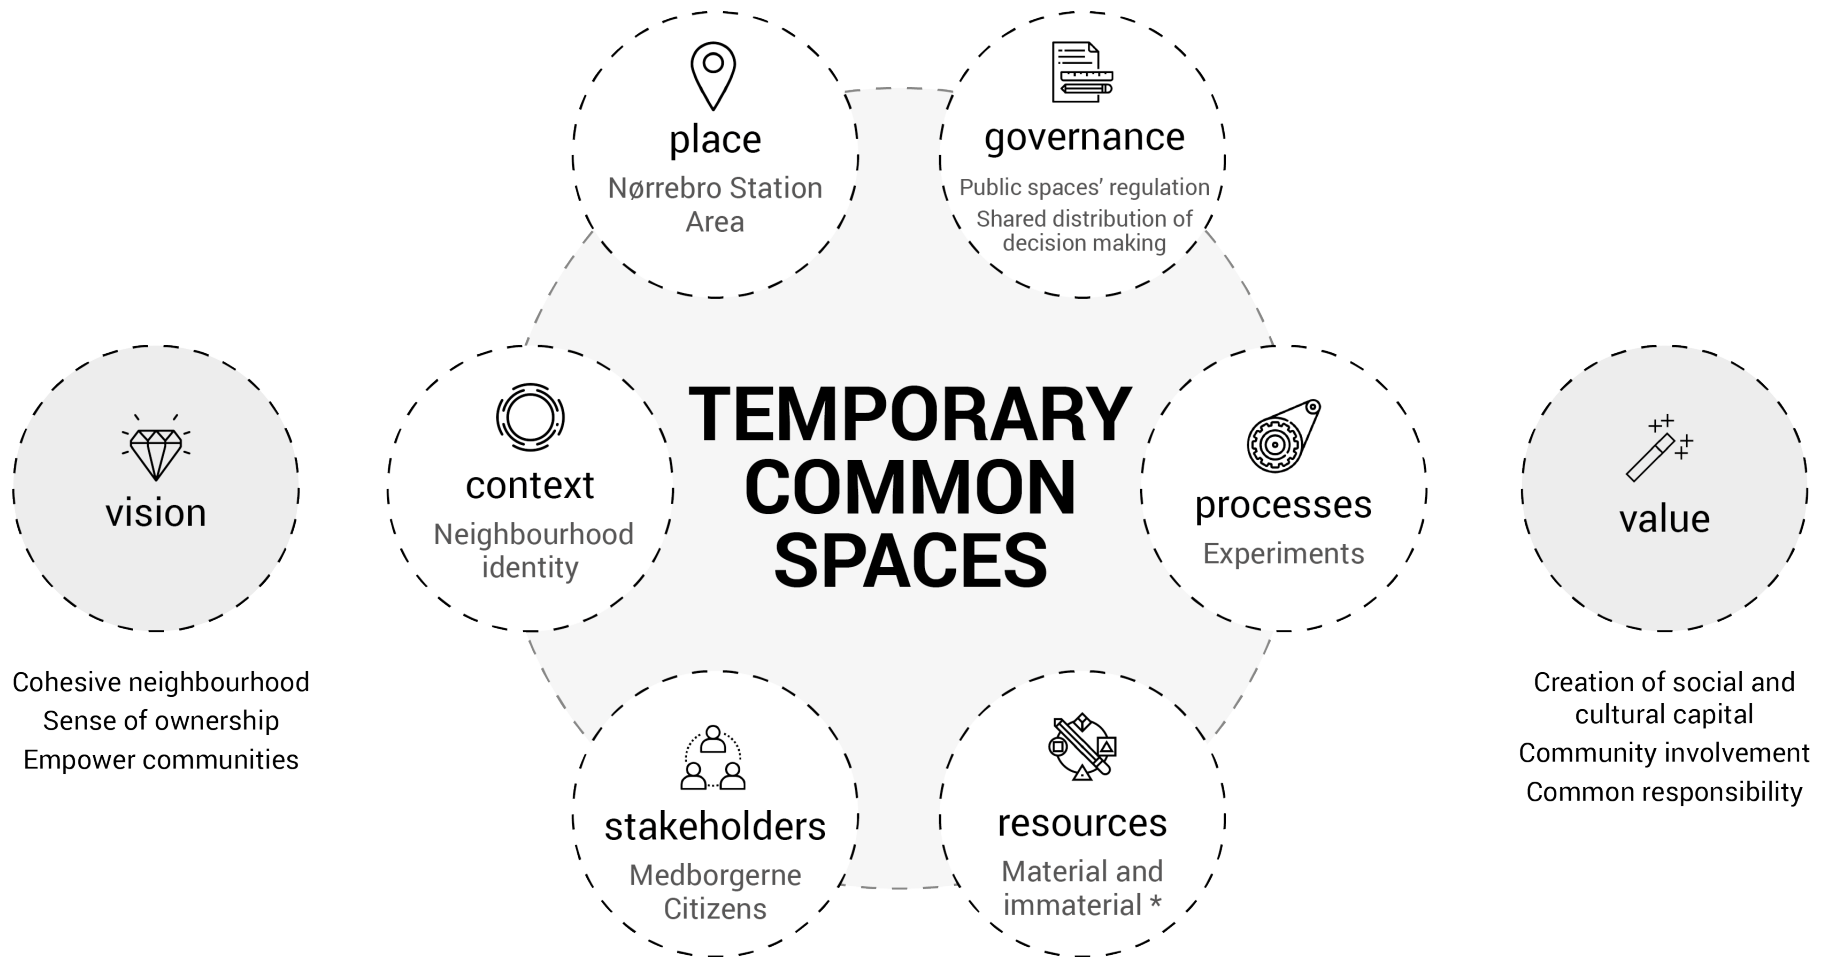 place
Nørrebro Station
Area
governance
Public spaces’ regulation
Shared distribution of
decision making
vision
Cohesive neighbourhood
Sense of ownership
Empower communities
context
Neighbourhood
identity
TEMPORARY
COMMON
SPACES
processes
Experiments
value
Creation of social and
cultural capital
Community involvement
Common responsibility
stakeholders
Medborgerne
Citizens
resources
Material and
immaterial *